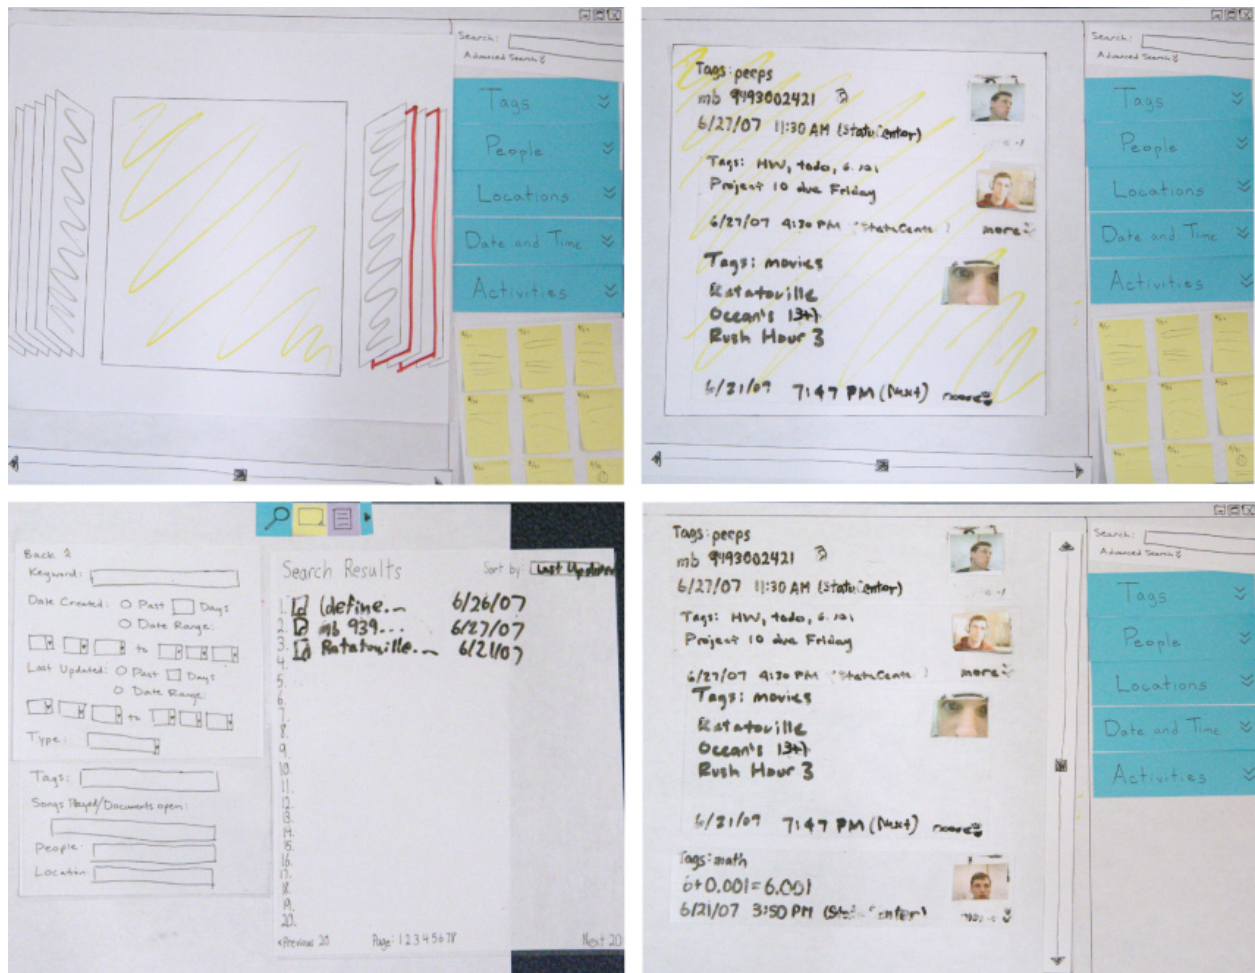 Search:
Advanced Search
Tags
People
Locations
Date and Time
Activities
Search:
Advanced Search
Tags
People
Locations
Date and Time
Activities
Tags: peeps
mb 9493002421
6/27/07 11:30 AM (StataCenter)
Tags: HW, todo, 6.101
Project 10 due Friday
6/27/07 4:30 PM (StataCente )
more
Tags: movies
Ratatouille
Ocean's 13
Rush Hour 3
6/21/07 7:47 PM (Next) more
Back
Keyword:
Date Created: Past Days
Date Range:
to
Last Updated: Past Days
Date Range:
to
Type:
Tags:
Songs Played/Documents open:
People:
Location:
Search Results
Sort by: Last Updated
1. (define... 6/26/07
2. mb 939... 6/27/07
3. Ratatouille... 6/21/07
4.
5.
6.
7.
8.
9.
10.
11.
12.
13.
14.
15.
16.
17.
18.
19.
20.
<Previous 20 Page: 1 2 3 4 5 6 7 8 Next 20
Search:
Advanced Search
Tags
People
Locations
Date and Time
Activities
Tags: peeps
mb 9493002421
6/27/07 11:30 AM (StataCenter)
Tags: HW, todo, 6.101
Project 10 due Friday
6/27/07 4:30 PM (StataCente )
more
Tags: movies
Ratatouille
Ocean's 13
Rush Hour 3
6/21/07 7:47 PM (Next) more
Tags: math
6+0.001=6.001
6/21/07 3:50 PM (Stata Center)